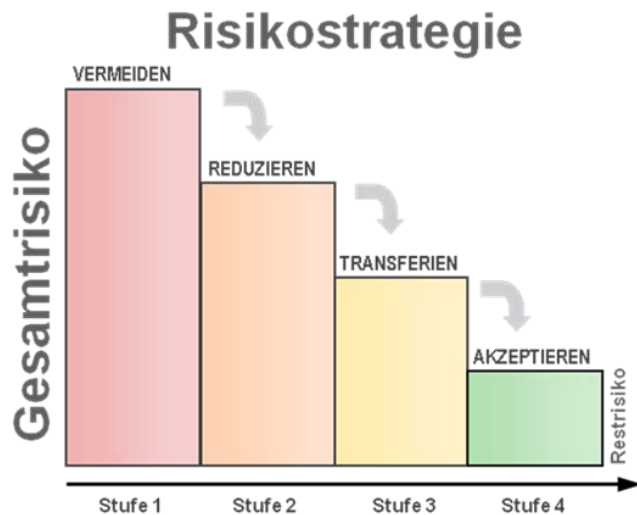 Risikostrategie
VERMEIDEN
REDUZIEREN
TRANSFERIEN
AKZEPTIEREN
Gesamtrisiko
Restrisiko
Stufe 1
Stufe 2
Stufe 3
Stufe 4